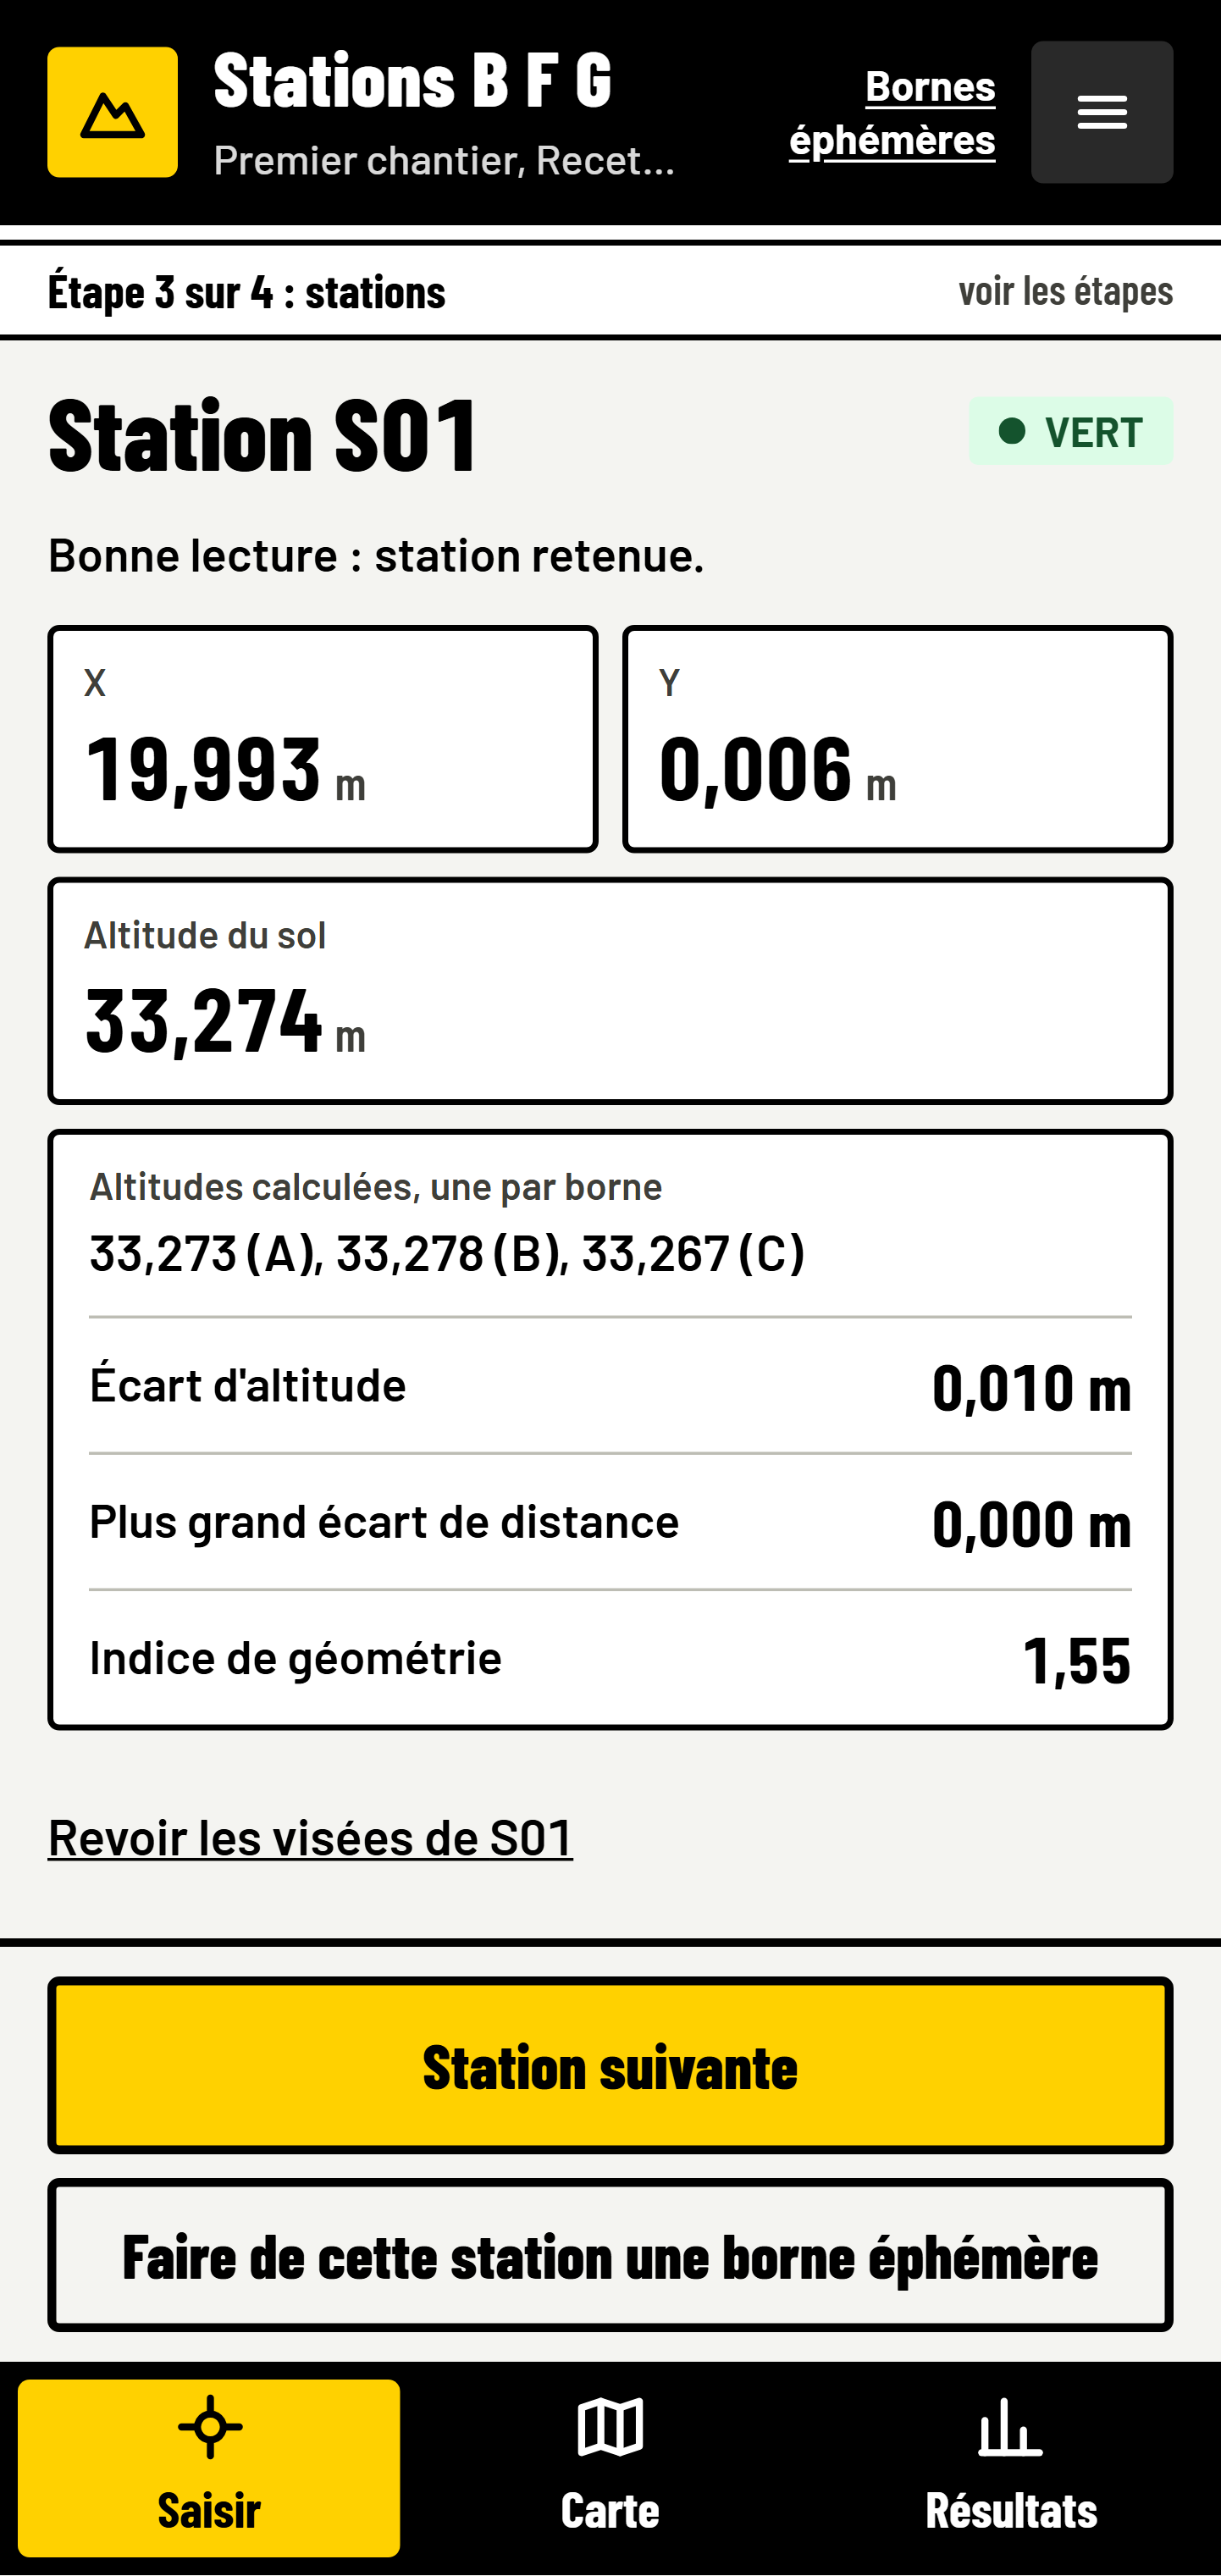 Stations B F G
Premier chantier, Recet...
Bornes
éphémères
Étape 3 sur 4 : stations
voir les étapes
Station S01
VERT
Bonne lecture : station retenue.
X
19,993 m
Y
0,006 m
Altitude du sol
33,274 m
Altitudes calculées, une par borne
33,273 (A), 33,278 (B), 33,267 (C)
Écart d'altitude
0,010 m
Plus grand écart de distance
0,000 m
Indice de géométrie
1,55
Revoir les visées de S01
Station suivante
Faire de cette station une borne éphémère
Saisir
Carte
Résultats